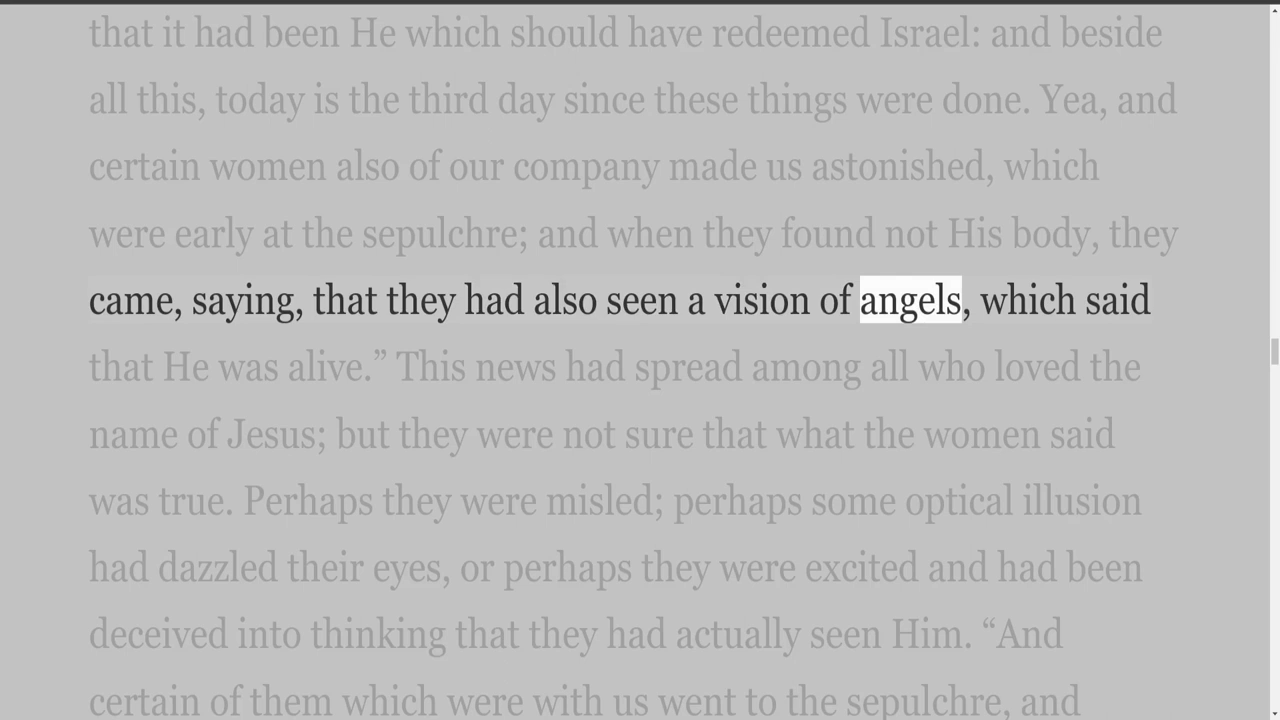 that it had been He which should have redeemed Israel: and beside
all this, today is the third day since these things were done. Yea, and
certain women also of our company made us astonished, which
were early at the sepulchre; and when they found not His body, they
came, saying, that they had also seen a vision of angels, which said
that He was alive.” This news had spread among all who loved the
name of Jesus; but they were not sure that what the women said
was true. Perhaps they were misled; perhaps some optical illusion
had dazzled their eyes, or perhaps they were excited and had been
deceived into thinking that they had actually seen Him. “And
certain of them which were with us went to the sepulchre, and